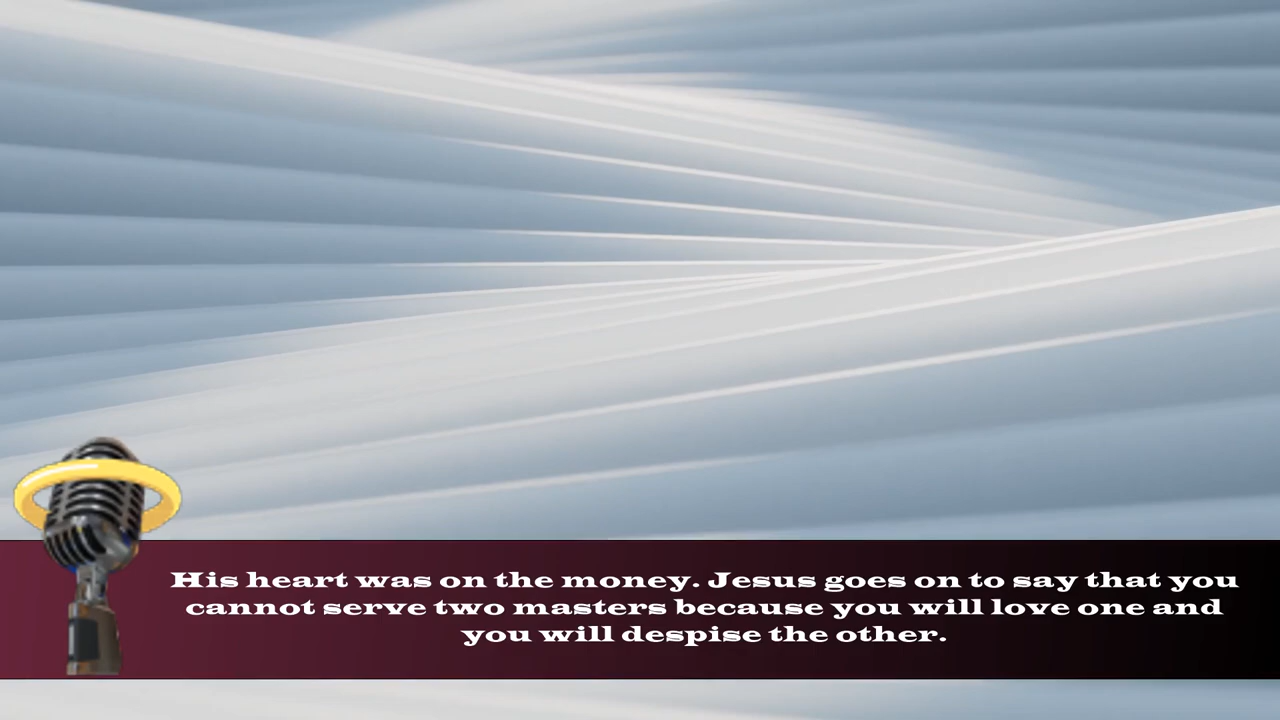 His heart was on the money. Jesus goes on to say that you
cannot serve two masters because you will love one and
you will despise the other.